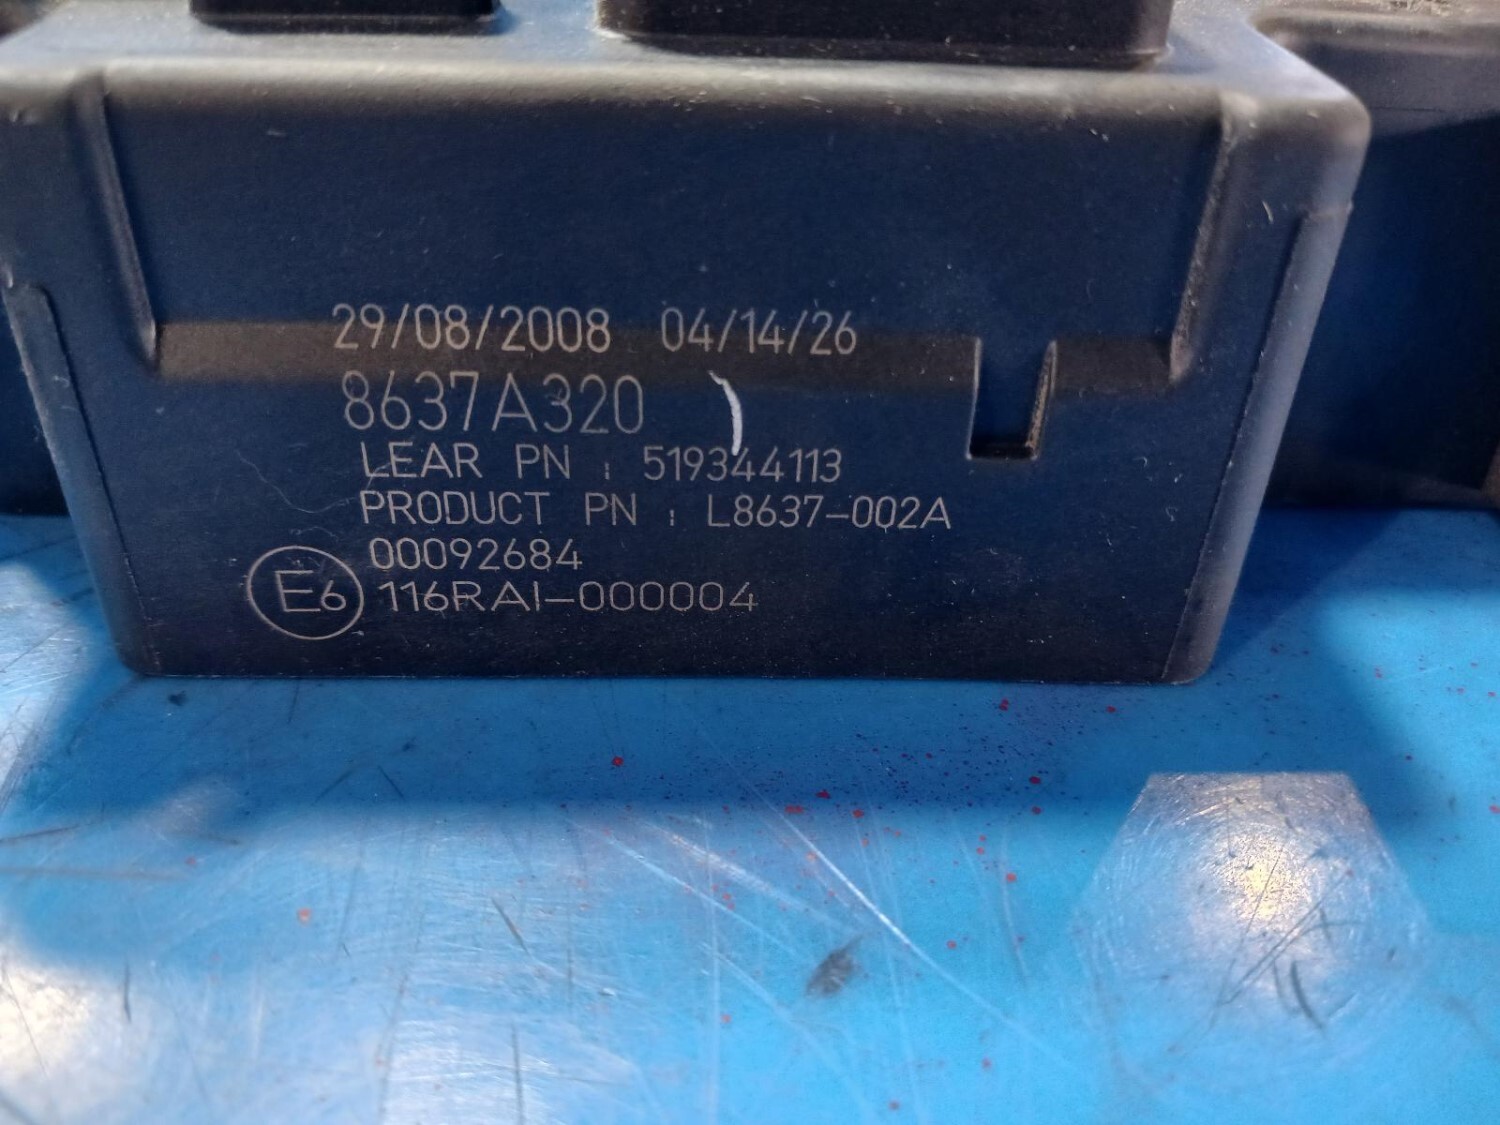 29/08/2008 04/14/26
8637A320
LEAR PN : 519344113
PRODUCT PN : L8637-002A
00092684
E6 116RAI-000004